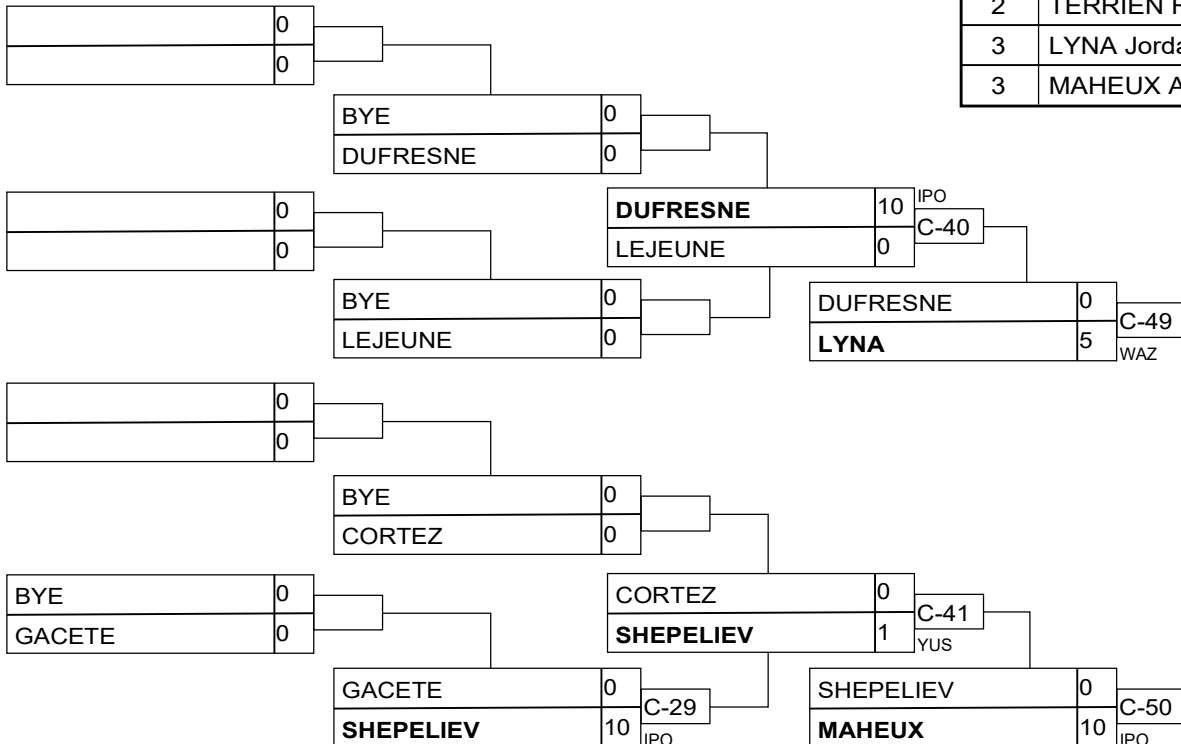 2 TERRIEN
3 LYNA
3 MAHEUX
0
0
BYE 0
DUFRESNE 0
0
0
DUFRESNE 10 IPO
C-40
LEJEUNE 0
BYE 0
LEJEUNE 0
DUFRESNE 0
C-49
LYNA 5
WAZ
0
0
BYE 0
CORTEZ 0
BYE 0
GACETE 0
CORTEZ 0
C-41
SHEPELIEV 1
YUS
GACETE 0
C-29
SHEPELIEV 10
IPO
SHEPELIEV 0
C-50
MAHEUX 10
IPO